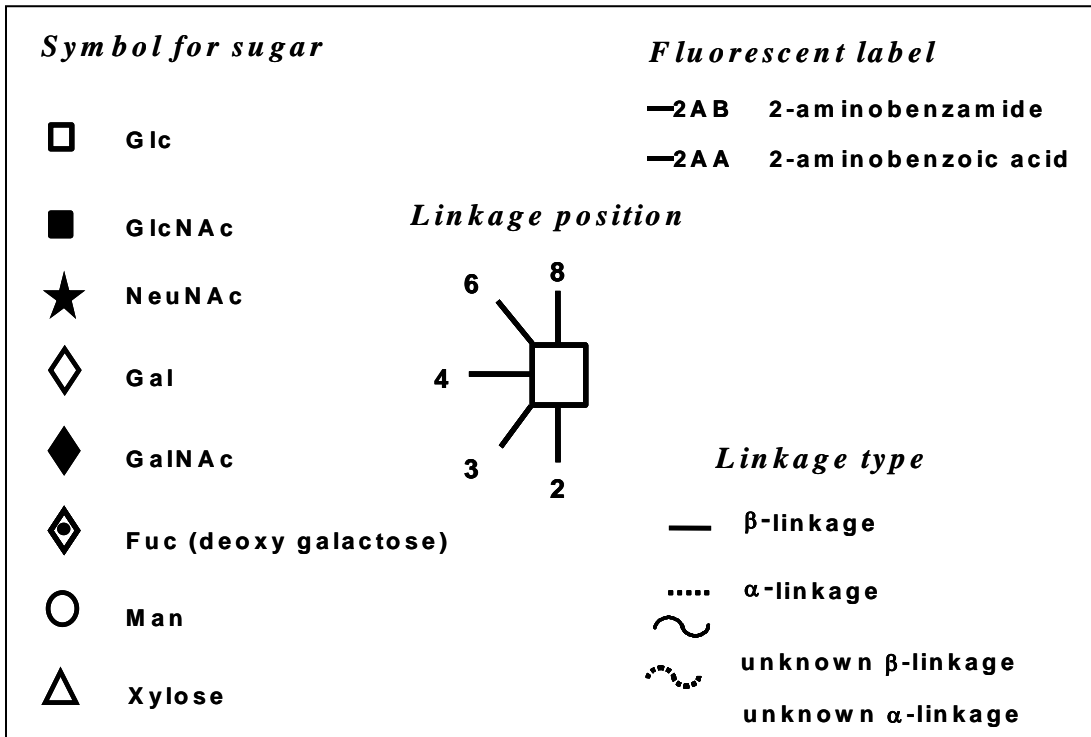 Symbol for sugar
Glc
GlcNAc
NeuNAc
Gal
GalNAc
Fuc (deoxy galactose)
Man
Xylose
Fluorescent label
2AB 2-aminobenzamide
2AA 2-aminobenzoic acid
Linkage position
8
6
4
3
2
Linkage type
β-linkage
α-linkage
unknown β-linkage
unknown α-linkage